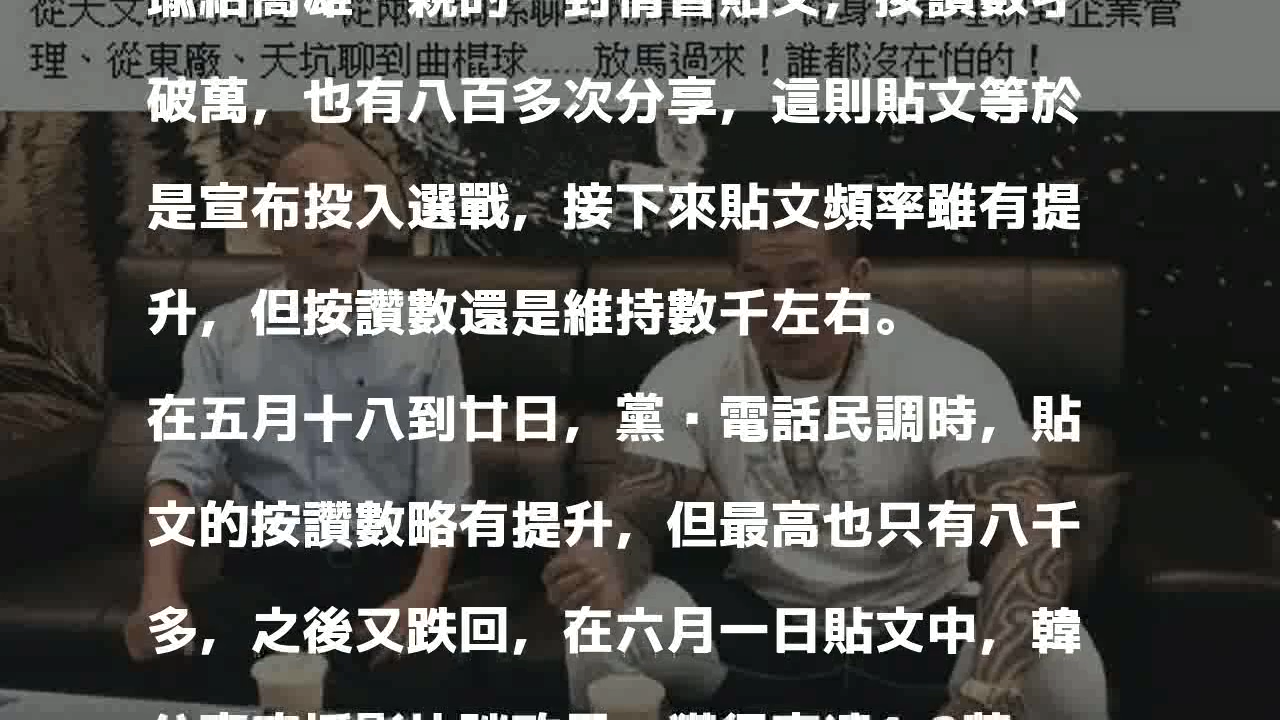 理、從東廠、天坑聊到曲棍球......放馬過來！誰都沒在怕的！
破萬，也有八百多次分享，這則貼文等於
是宣布投入選戰，接下來貼文頻率雖有提
升，但按讚數還是維持數千左右。
在五月十八到廿日，黨·電話民調時，貼
文的按讚數略有提升，但最高也只有八千
多，之後又跌回，在六月一日貼文中，韓